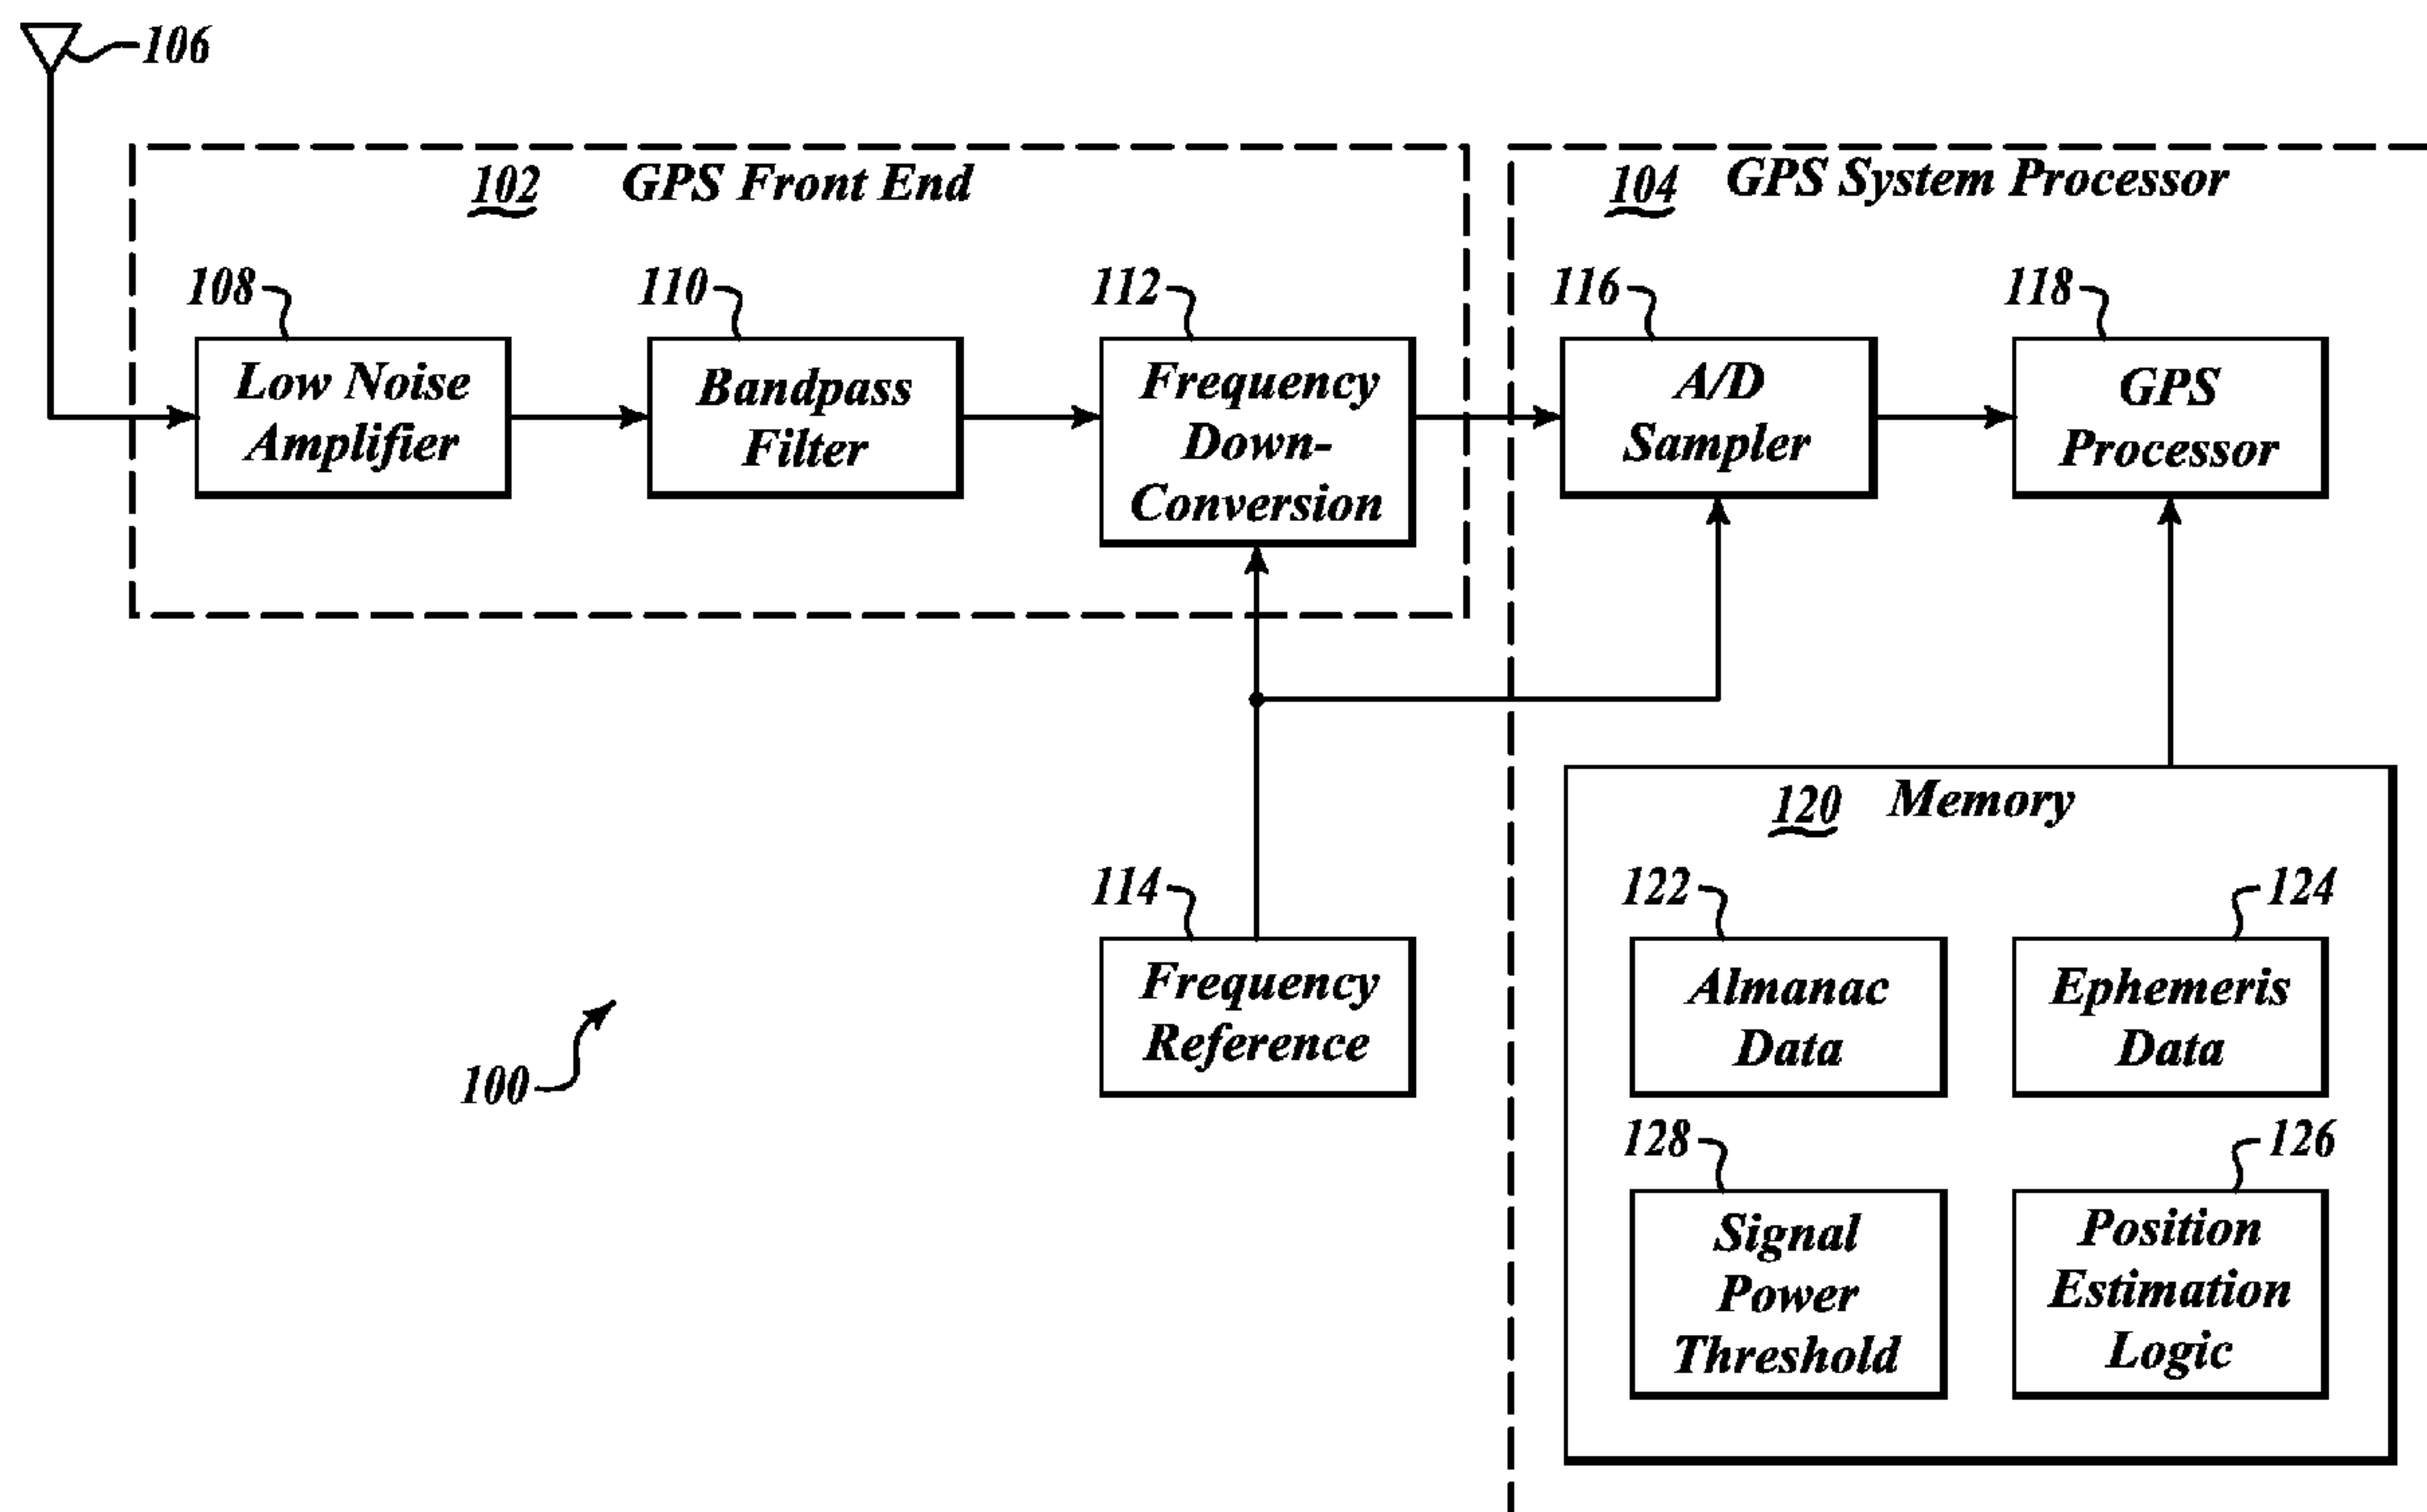 106
102 GPS Front End
104 GPS System Processor
108
110
112
116
118
Low Noise
Amplifier
Bandpass
Filter
Frequency
Down-
Conversion
A/D
Sampler
GPS
Processor
120 Memory
114
122
124
Frequency
Reference
Almanac
Data
Ephemeris
Data
100
128
126
Signal
Power
Threshold
Position
Estimation
Logic